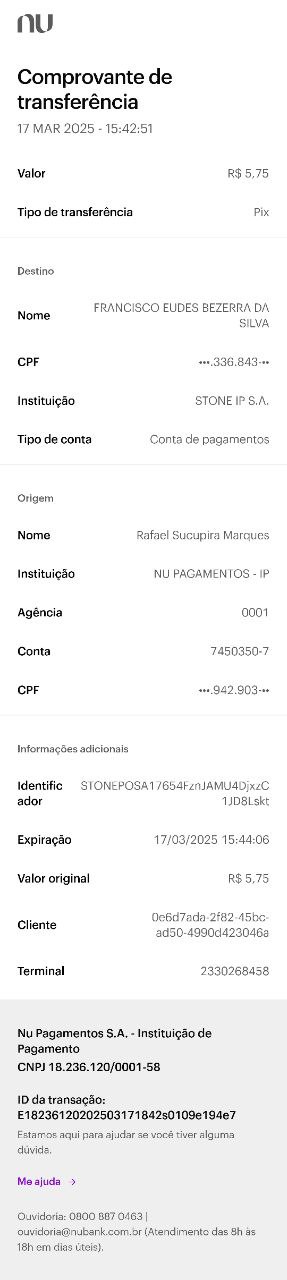 nu
Comprovante de
transferência
17 MAR 2025 - 15:42:51
Valor R$ 5,75
Tipo de transferência Pix
Destino
Nome FRANCISCO EUDES BEZERRA DA
SILVA
CPF •••.336.843-••
Instituição STONE IP S.A.
Tipo de conta Conta de pagamentos
Origem
Nome Rafael Sucupira Marques
Instituição NU PAGAMENTOS - IP
Agência 0001
Conta 7450350-7
CPF •••.942.903-••
Informações adicionais
Identific STONEPOSA17654FznJAMU4DjxzC
ador 1JD8Lskt
Expiração 17/03/2025 15:44:06
Valor original R$ 5,75
Cliente 0e6d7ada-2f82-45bc-
ad50-4990d423046a
Terminal 2330268458
Nu Pagamentos S.A. - Instituição de
Pagamento
CNPJ 18.236.120/0001-58
ID da transação:
E18236120202503171842s0109e194e7
Estamos aqui para ajudar se você tiver alguma
dúvida.
Me ajuda →
Ouvidoria: 0800 887 0463 |
ouvidoria@nubank.com.br (Atendimento das 8h às
18h em dias úteis).